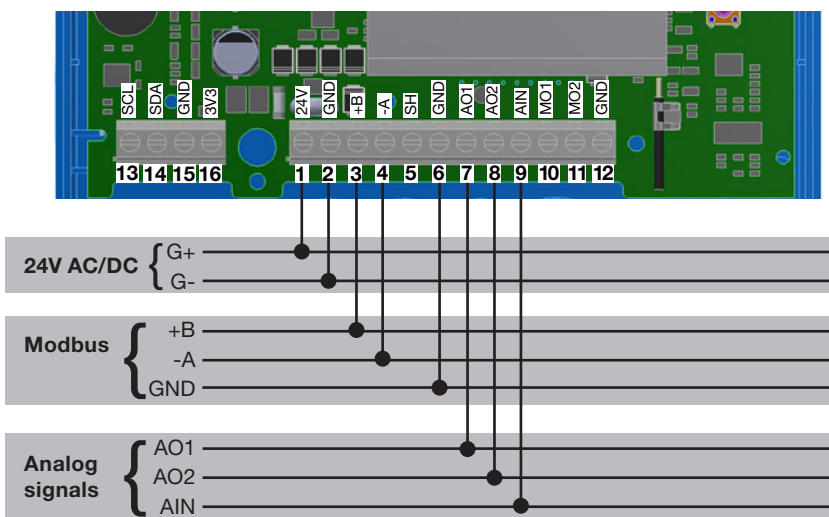 SCL SDA GND 3V3 24V GND +B -A SH GND AO1 AO2 AIN MO1 MO2 GND
13 14 15 16 1 2 3 4 5 6 7 8 9 10 11 12
24V AC/DC { G+
G-
Modbus { +B
-A
GND
Analog signals { AO1
AO2
AIN